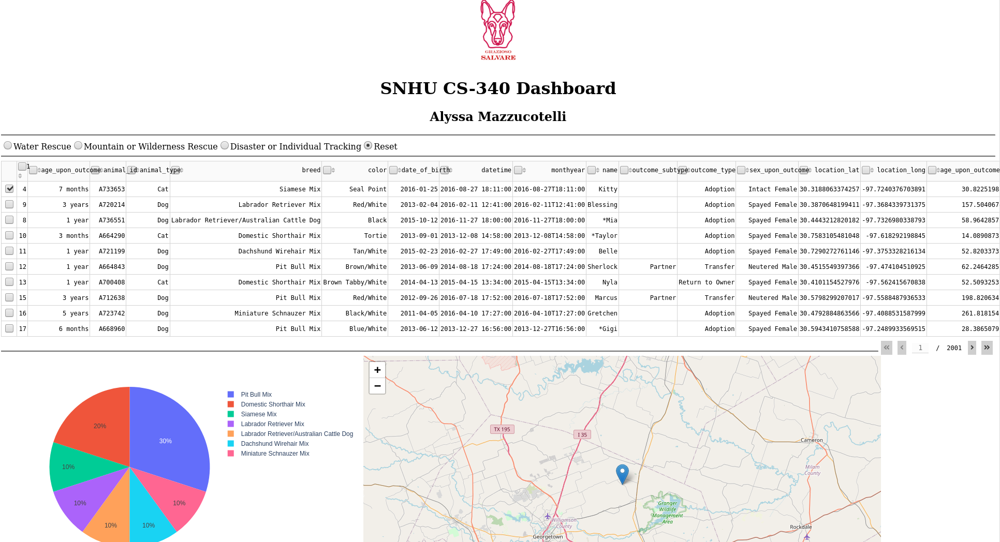 GRAZIOSO
SALVARE
SNHU CS-340 Dashboard
Alyssa Mazzucotelli
Water Rescue Mountain or Wilderness Rescue Disaster or Individual Tracking Reset
1 age_upon_outcome animal_id animal_type breed color date_of_birth datetime monthyear name outcome_subtype outcome_type sex_upon_outcome location_lat location_long age_upon_outcome
4 7 months A733653 Cat Siamese Mix Seal Point 2016-01-25 2016-08-27 18:11:00 2016-08-27T18:11:00 Kitty Adoption Intact Female 30.3188063374257 -97.7240376703891 30.8225198
9 3 years A720214 Dog Labrador Retriever Mix Red/White 2013-02-04 2016-02-11 12:41:00 2016-02-11T12:41:00 Blessing Adoption Spayed Female 30.3870648199411 -97.3684339731375 157.504067
8 1 year A736551 Dog Labrador Retriever/Australian Cattle Dog Black 2015-10-12 2016-11-27 18:00:00 2016-11-27T18:00:00 *Mia Adoption Spayed Female 30.4443212820182 -97.7326980338793 58.9642857
10 3 months A664290 Cat Domestic Shorthair Mix Tortie 2013-09-01 2013-12-08 14:58:00 2013-12-08T14:58:00 *Taylor Adoption Spayed Female 30.7583105481048 -97.618292198845 14.0890873
11 1 year A721199 Dog Dachshund Wirehair Mix Tan/White 2015-02-23 2016-02-27 17:49:00 2016-02-27T17:49:00 Belle Adoption Spayed Female 30.7290272761146 -97.3753328216134 52.8203373
12 1 year A664843 Dog Pit Bull Mix Brown/White 2013-06-09 2014-08-18 17:24:00 2014-08-18T17:24:00 Sherlock Partner Transfer Neutered Male 30.4515549397366 -97.474104510925 62.2464285
13 1 year A700408 Cat Domestic Shorthair Mix Brown Tabby/White 2014-04-13 2015-04-15 13:34:00 2015-04-15T13:34:00 Nyla Return to Owner Spayed Female 30.4101154527976 -97.562415670838 52.5093253
15 3 years A712638 Dog Pit Bull Mix Red/White 2012-09-26 2016-07-18 17:52:00 2016-07-18T17:52:00 Marcus Partner Transfer Neutered Male 30.5798299207017 -97.5588487936533 198.820634
16 5 years A723742 Dog Miniature Schnauzer Mix Black/White 2011-04-05 2016-04-10 17:27:00 2016-04-10T17:27:00 Gretchen Adoption Spayed Female 30.4792884863566 -97.4088531587999 261.818154
17 6 months A668960 Dog Pit Bull Mix Blue/White 2013-06-12 2013-12-27 16:56:00 2013-12-27T16:56:00 *Gigi Adoption Spayed Female 30.5943410758588 -97.2489933569515 28.3865079
« ‹ 1 / 2001 › »
30%
20%
10%
10%
10%
10%
10%
Pit Bull Mix
Domestic Shorthair Mix
Siamese Mix
Labrador Retriever Mix
Labrador Retriever/Australian Cattle Dog
Dachshund Wirehair Mix
Miniature Schnauzer Mix
+
−
TX 195
I 35
Cameron
Milam
County
Granger
Wildlife
Management
Area
Williamson
County
Georgetown
Rockdale